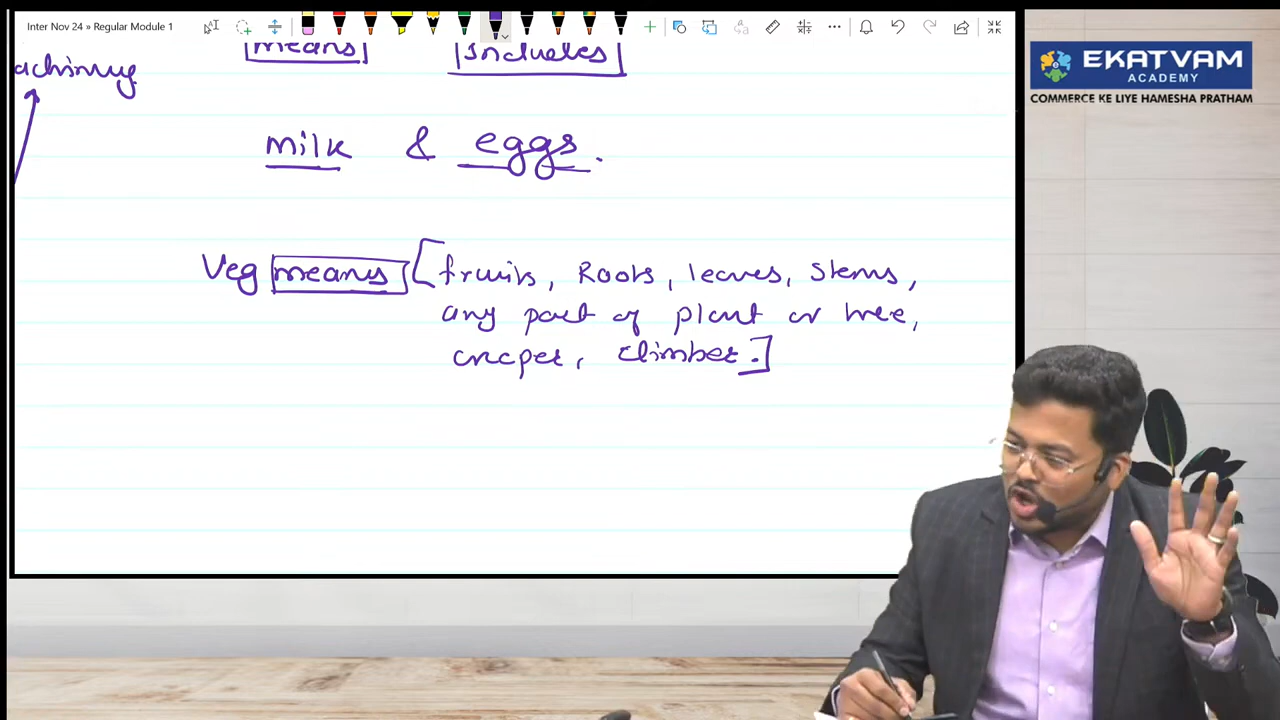 Inter Nov 24 » Regular Module 1
means Includes
EKATVAM
ACADEMY
COMMERCE KE LIYE HAMESHA PRATHAM
milk & eggs.
Veg means [fruits, Roots, leaves, Stems,
any part of plant or tree,
creeper, climber.]